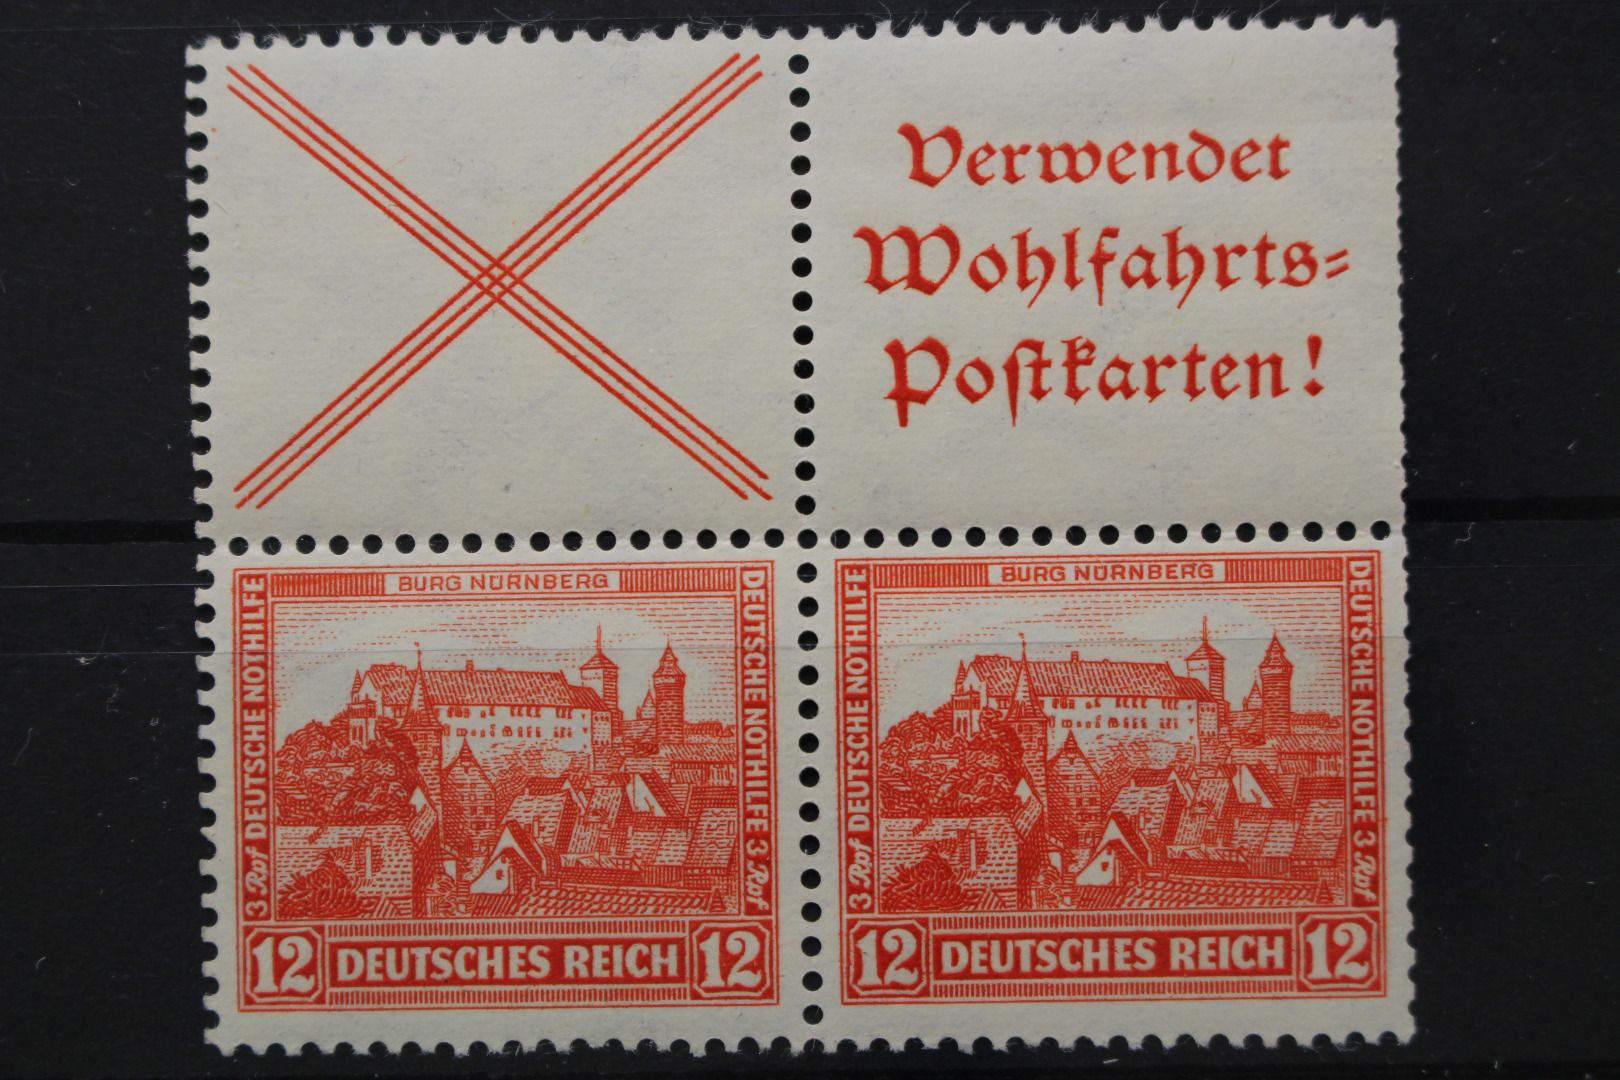 Verwendet
Wohlfahrts=
Poſtkarten!
BURG NÜRNBERG
3 Rpf DEUTSCHE NOTHILFE
DEUTSCHE NOTHILFE 3 Rpf
12 DEUTSCHES REICH 12
BURG NÜRNBERG
3 Rpf DEUTSCHE NOTHILFE
DEUTSCHE NOTHILFE 3 Rpf
12 DEUTSCHES REICH 12